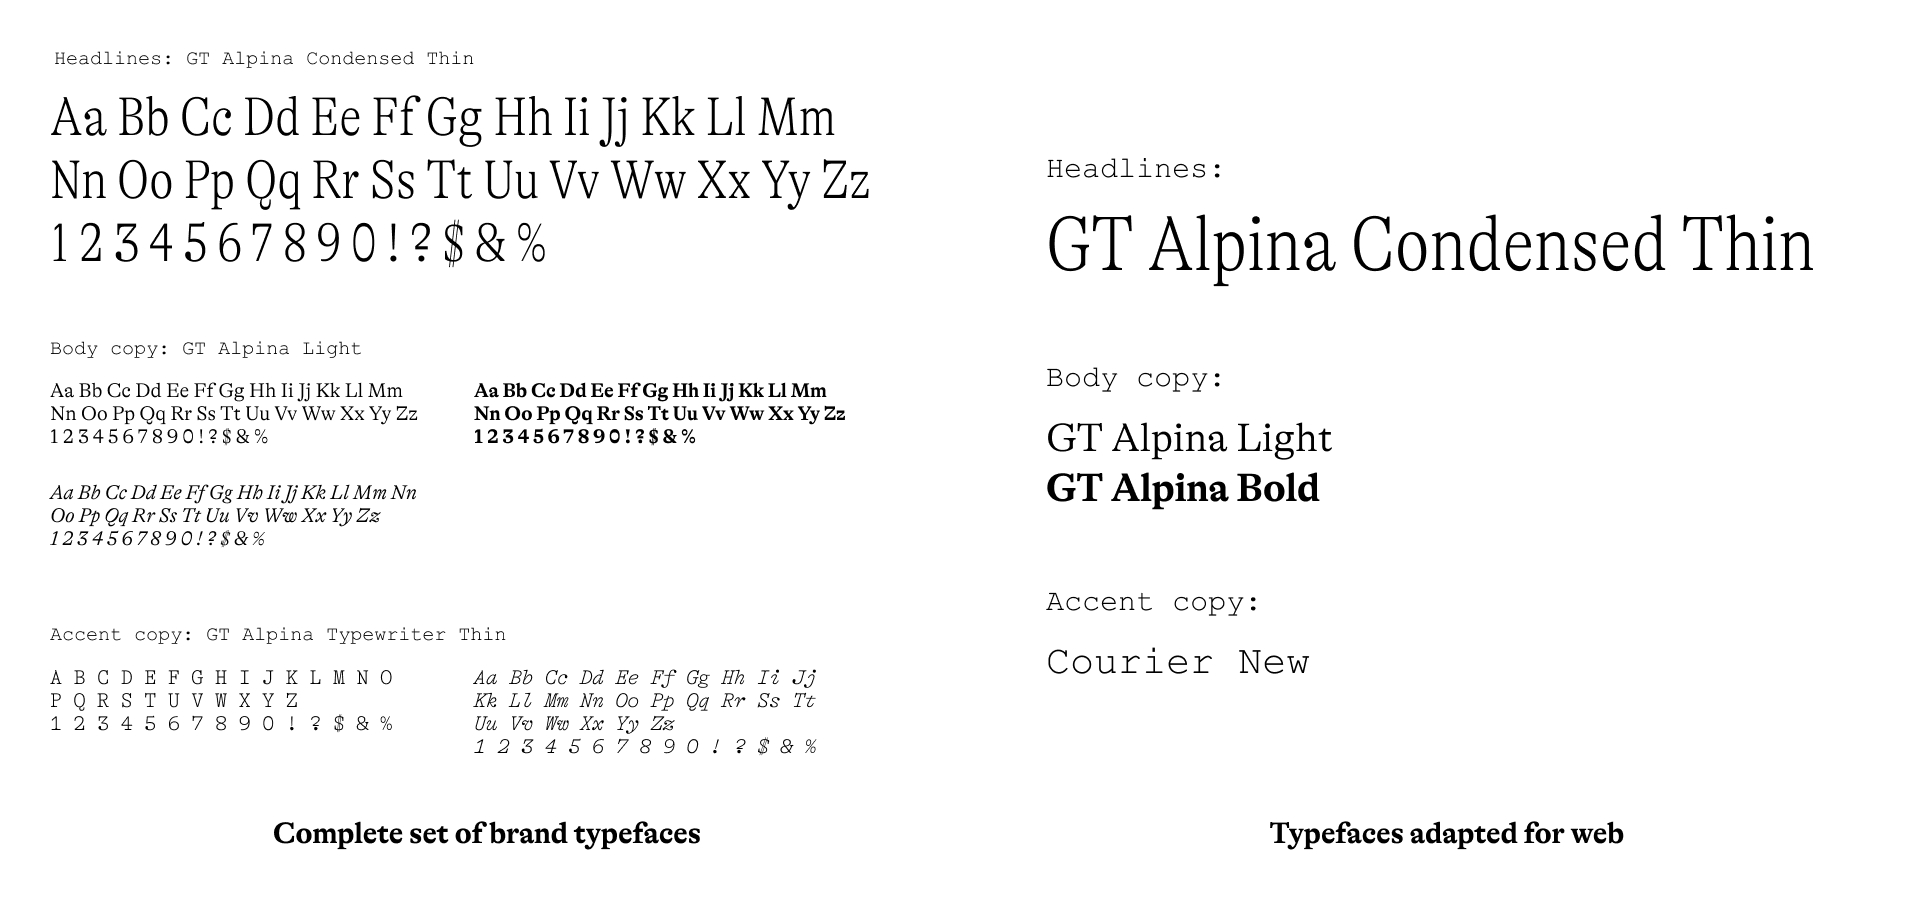 Headlines: GT Alpina Condensed Thin
Aa Bb Cc Dd Ee Ff Gg Hh Ii Jj Kk Ll Mm
Nn Oo Pp Qq Rr Ss Tt Uu Vv Ww Xx Yy Zz
1 2 3 4 5 6 7 8 9 0 ! ? $ & %
Body copy: GT Alpina Light
Aa Bb Cc Dd Ee Ff Gg Hh Ii Jj Kk Ll Mm
Nn Oo Pp Qq Rr Ss Tt Uu Vv Ww Xx Yy Zz
1 2 3 4 5 6 7 8 9 0 ! ? $ & %
Aa Bb Cc Dd Ee Ff Gg Hh Ii Jj Kk Ll Mm
Nn Oo Pp Qq Rr Ss Tt Uu Vv Ww Xx Yy Zz
1 2 3 4 5 6 7 8 9 0 ! ? $ & %
Aa Bb Cc Dd Ee Ff Gg Hh Ii Jj Kk Ll Mm Nn
Oo Pp Qq Rr Ss Tt Uu Vv Ww Xx Yy Zz
1 2 3 4 5 6 7 8 9 0 ! ? $ & %
Accent copy: GT Alpina Typewriter Thin
A B C D E F G H I J K L M N O
P Q R S T U V W X Y Z
1 2 3 4 5 6 7 8 9 0 ! ? $ & %
Aa Bb Cc Dd Ee Ff Gg Hh Ii Jj
Kk Ll Mm Nn Oo Pp Qq Rr Ss Tt
Uu Vv Ww Xx Yy Zz
1 2 3 4 5 6 7 8 9 0 ! ? $ & %
Complete set of brand typefaces
Headlines:
GT Alpina Condensed Thin
Body copy:
GT Alpina Light
GT Alpina Bold
Accent copy:
Courier New
Typefaces adapted for web